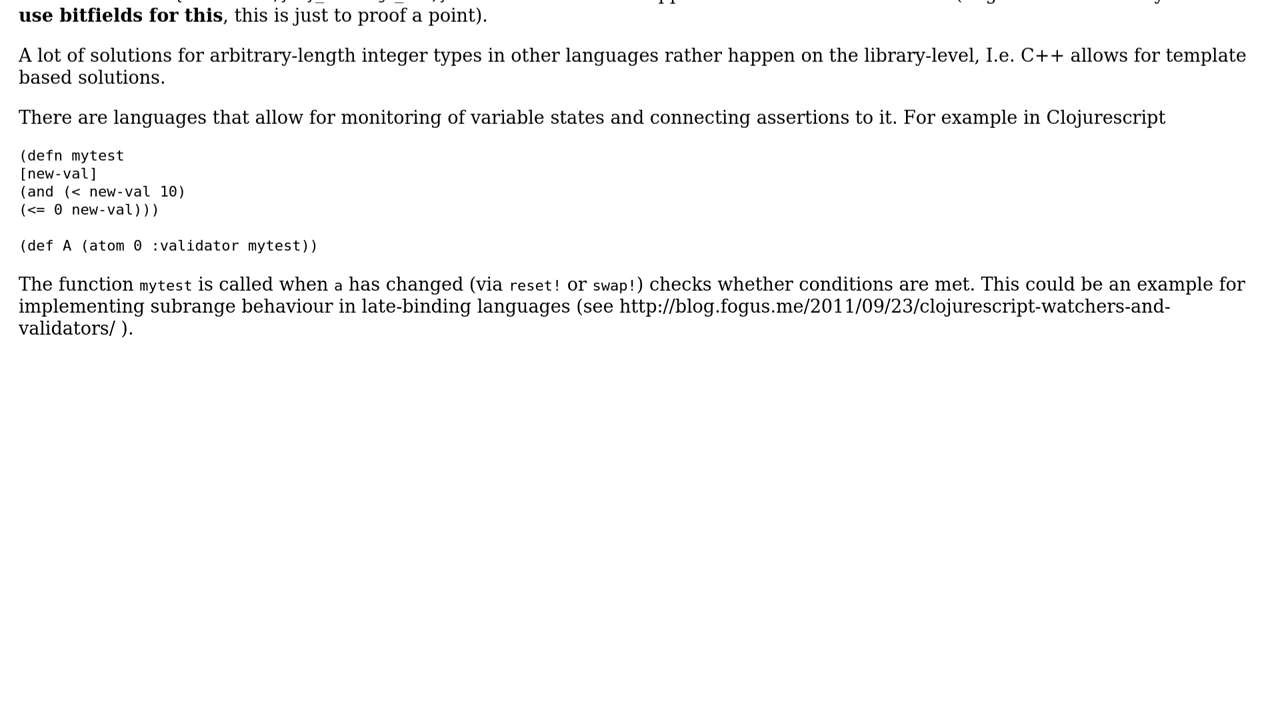 use bitfields for this, this is just to proof a point).
A lot of solutions for arbitrary-length integer types in other languages rather happen on the library-level, I.e. C++ allows for template
based solutions.
There are languages that allow for monitoring of variable states and connecting assertions to it. For example in Clojurescript
(defn mytest
[new-val]
(and (< new-val 10)
(<= 0 new-val)))
(def A (atom 0 :validator mytest))
The function mytest is called when a has changed (via reset! or swap!) checks whether conditions are met. This could be an example for
implementing subrange behaviour in late-binding languages (see http://blog.fogus.me/2011/09/23/clojurescript-watchers-and-
validators/ ).